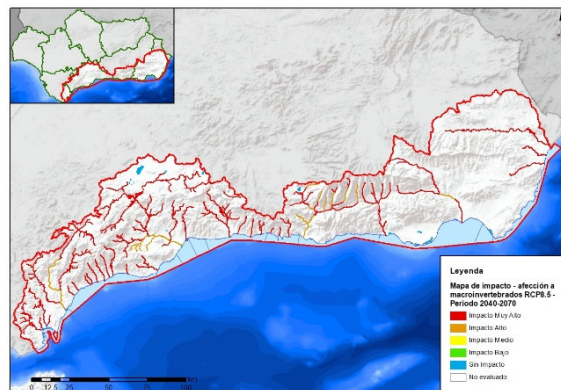 Leyenda
Mapa de impacto - afección a
macroinvertebrados RCP8.5 -
Periodo 2040-2070
Impacto Muy Alto
Impacto Alto
Impacto Medio
Impacto Bajo
Sin Impacto
No evaluado
0 12.5 25